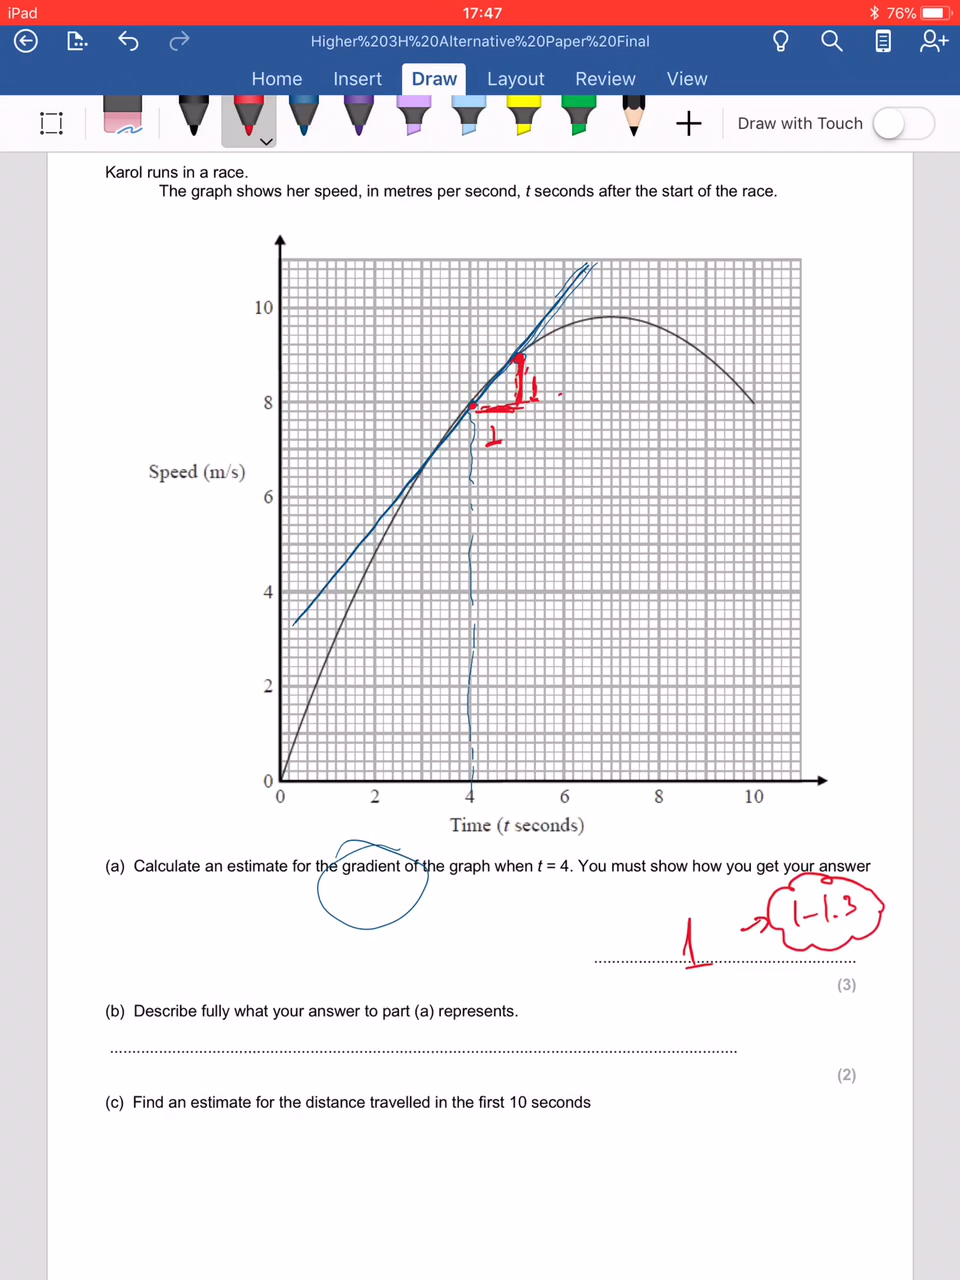 iPad
17:47
76%
Higher%203H%20Alternative%20Paper%20Final
Home Insert Draw Layout Review View
Draw with Touch
Karol runs in a race.
The graph shows her speed, in metres per second, t seconds after the start of the race.
10
8
Speed (m/s)
6
4
2
0
0 2 4 6 8 10
Time (t seconds)
1
1
(a) Calculate an estimate for the gradient of the graph when t = 4. You must show how you get your answer
1
1-1.3
(3)
(b) Describe fully what your answer to part (a) represents.
(2)
(c) Find an estimate for the distance travelled in the first 10 seconds